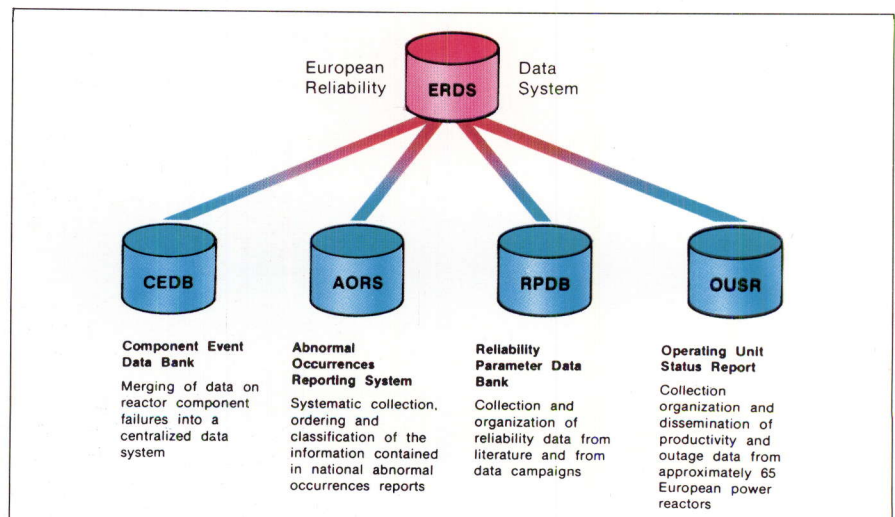 European
Reliability
ERDS
Data
System
CEDB
AORS
RPDB
OUSR
Component Event
Data Bank
Merging of data on
reactor component
failures into a
centralized data
system
Abnormal
Occurrences
Reporting System
Systematic collection,
ordering and
classification of the
information contained
in national abnormal
occurrences reports
Reliability
Parameter Data
Bank
Collection and
organization of
reliability data from
literature and from
data campaigns
Operating Unit
Status Report
Collection
organization and
dissemination of
productivity and
outage data from
approximately 65
European power
reactors